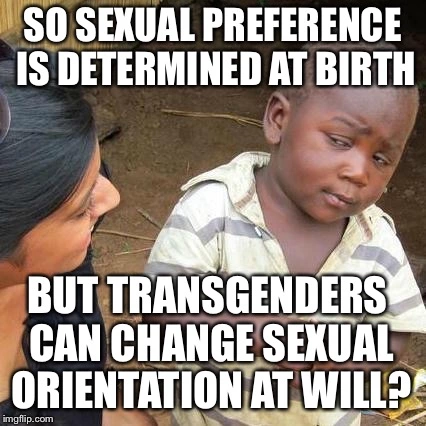 SO SEXUAL PREFERENCE
IS DETERMINED AT BIRTH
BUT TRANSGENDERS
CAN CHANGE SEXUAL
ORIENTATION AT WILL?
imgflip.com